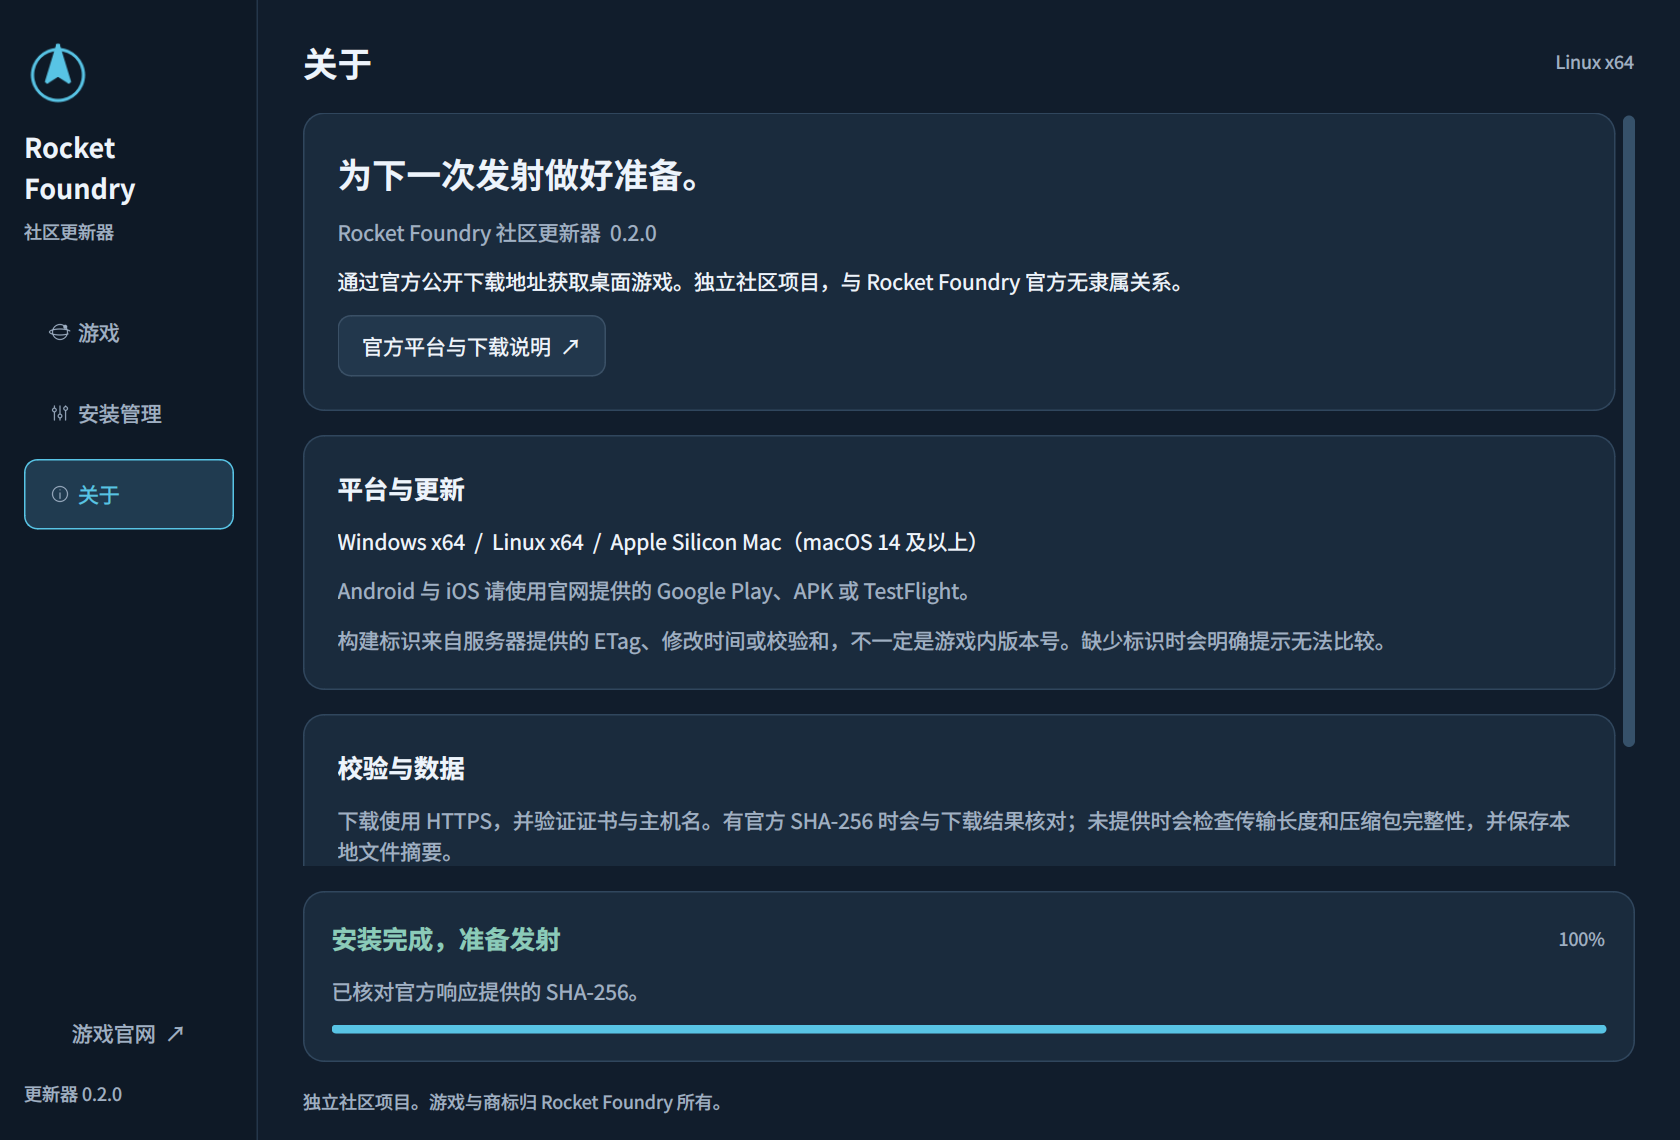 Rocket
Foundry
社区更新器
游戏
安装管理
关于
游戏官网 ↗
更新器 0.2.0
关于
Linux x64
为下一次发射做好准备。
Rocket Foundry 社区更新器 0.2.0
通过官方公开下载地址获取桌面游戏。独立社区项目，与 Rocket Foundry 官方无隶属关系。
官方平台与下载说明 ↗
平台与更新
Windows x64 / Linux x64 / Apple Silicon Mac（macOS 14 及以上）
Android 与 iOS 请使用官网提供的 Google Play、APK 或 TestFlight。
构建标识来自服务器提供的 ETag、修改时间或校验和，不一定是游戏内版本号。缺少标识时会明确提示无法比较。
校验与数据
下载使用 HTTPS，并验证证书与主机名。有官方 SHA-256 时会与下载结果核对；未提供时会检查传输长度和压缩包完整性，并保存本
地文件摘要。
安装完成，准备发射
100%
已核对官方响应提供的 SHA-256。
独立社区项目。游戏与商标归 Rocket Foundry 所有。